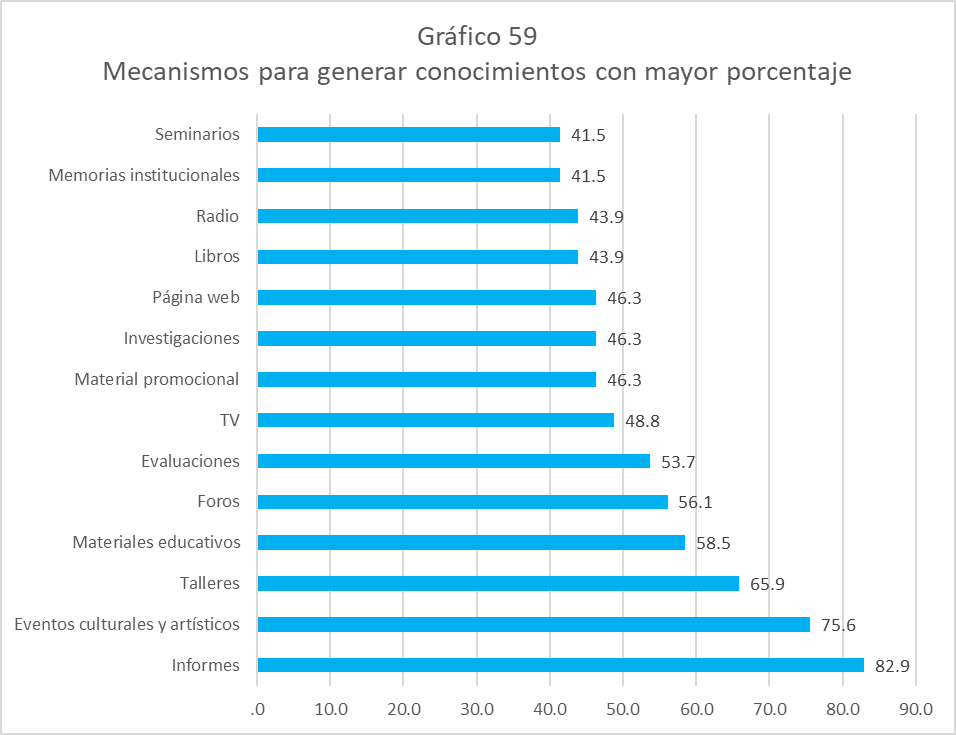 Gráfico 59
Mecanismos para generar conocimientos con mayor porcentaje
Seminarios 41.5
Memorias institucionales 41.5
Radio 43.9
Libros 43.9
Página web 46.3
Investigaciones 46.3
Material promocional 46.3
TV 48.8
Evaluaciones 53.7
Foros 56.1
Materiales educativos 58.5
Talleres 65.9
Eventos culturales y artísticos 75.6
Informes 82.9
.0 10.0 20.0 30.0 40.0 50.0 60.0 70.0 80.0 90.0